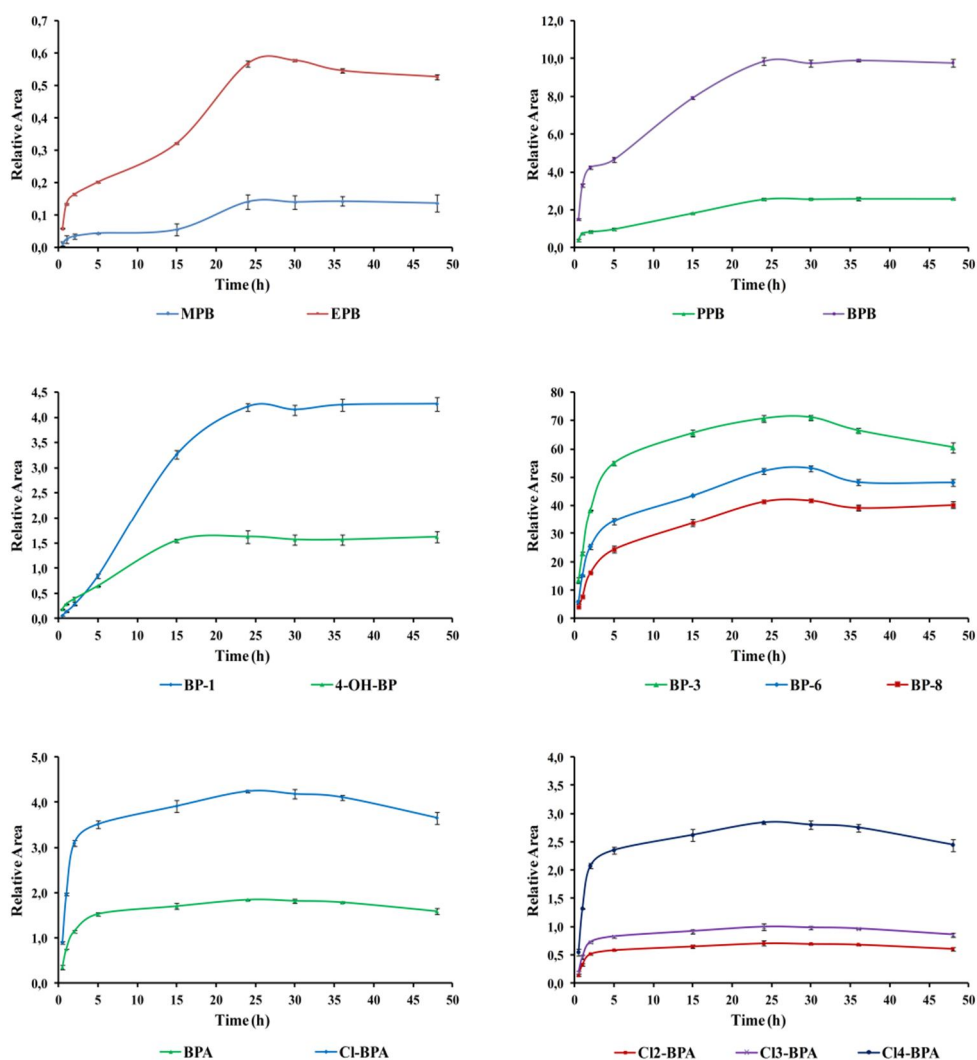 0,7
0,6
0,5
0,4
0,3
0,2
0,1
0,0
Relative Area
0 5 10 15 20 25 30 35 40 45 50
Time (h)
MPB EPB
12,0
10,0
8,0
6,0
4,0
2,0
0,0
Relative Area
0 5 10 15 20 25 30 35 40 45 50
Time (h)
PPB BPB
4,5
4,0
3,5
3,0
2,5
2,0
1,5
1,0
0,5
0,0
Relative Area
0 5 10 15 20 25 30 35 40 45 50
Time (h)
BP-1 4-OH-BP
80
70
60
50
40
30
20
10
0
Relative Area
0 5 10 15 20 25 30 35 40 45 50
Time (h)
BP-3 BP-6 BP-8
5,0
4,0
3,0
2,0
1,0
0,0
Relative Area
0 5 10 15 20 25 30 35 40 45 50
Time (h)
BPA Cl-BPA
4,0
3,5
3,0
2,5
2,0
1,5
1,0
0,5
0,0
Relative Area
0 5 10 15 20 25 30 35 40 45 50
Time (h)
Cl2-BPA Cl3-BPA Cl4-BPA